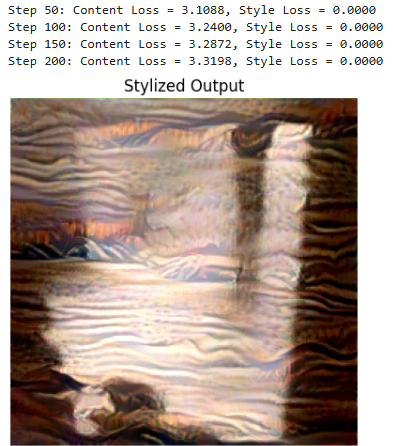 Step 50: Content Loss = 3.1088, Style Loss = 0.0000
Step 100: Content Loss = 3.2400, Style Loss = 0.0000
Step 150: Content Loss = 3.2872, Style Loss = 0.0000
Step 200: Content Loss = 3.3198, Style Loss = 0.0000
Stylized Output